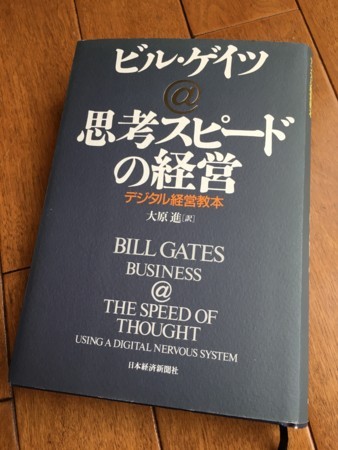 ビル・ゲイツ
@
思考スピード
の経営
デジタル経営教本
大原 進[訳]
BILL GATES
BUSINESS
@
THE SPEED OF
THOUGHT
USING A DIGITAL NERVOUS SYSTEM
日本経済新聞社